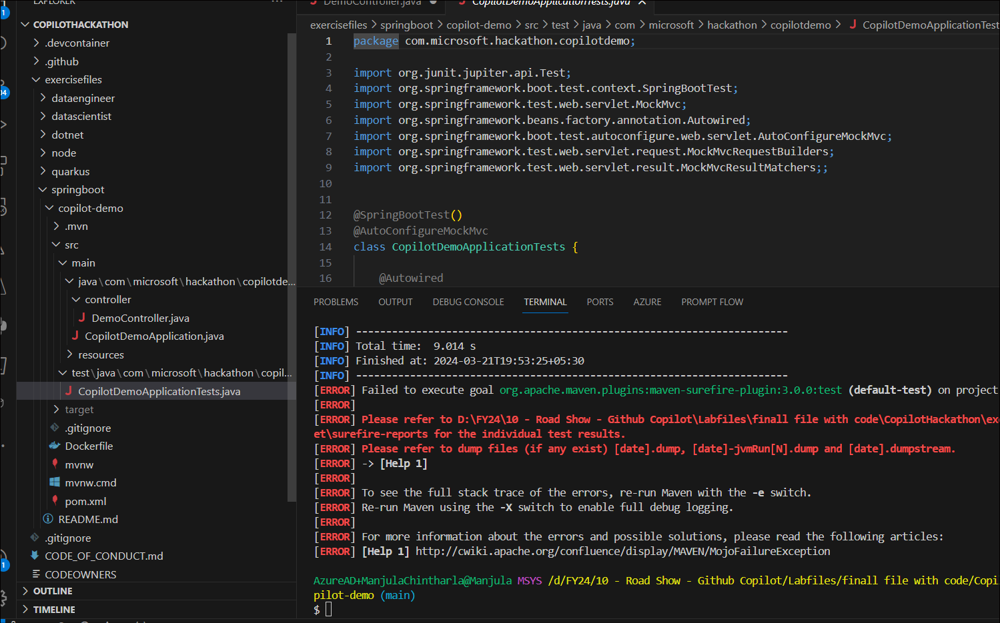 EXPLORER
COPILOTHACKATHON
.devcontainer
.github
exercisefiles
dataengineer
datascientist
dotnet
node
quarkus
springboot
copilot-demo
.mvn
src
main
java\com\microsoft\hackathon\copilotde...
controller
DemoController.java
CopilotDemoApplication.java
resources
test\java\com\microsoft\hackathon\copil...
CopilotDemoApplicationTests.java
target
.gitignore
Dockerfile
mvnw
mvnw.cmd
pom.xml
README.md
.gitignore
CODE_OF_CONDUCT.md
CODEOWNERS
OUTLINE
TIMELINE
1
04
1
DemoController.java
CopilotDemoApplicationTests.java
exercisefiles > springboot > copilot-demo > src > test > java > com > microsoft > hackathon > copilotdemo > CopilotDemoApplicationTest
1 package com.microsoft.hackathon.copilotdemo;
2
3 import org.junit.jupiter.api.Test;
4 import org.springframework.boot.test.context.SpringBootTest;
5 import org.springframework.test.web.servlet.MockMvc;
6 import org.springframework.beans.factory.annotation.Autowired;
7 import org.springframework.boot.test.autoconfigure.web.servlet.AutoConfigureMockMvc;
8 import org.springframework.test.web.servlet.request.MockMvcRequestBuilders;
9 import org.springframework.test.web.servlet.result.MockMvcResultMatchers;;
10
11
12 @SpringBootTest()
13 @AutoConfigureMockMvc
14 class CopilotDemoApplicationTests {
15
16 @Autowired
PROBLEMS OUTPUT DEBUG CONSOLE TERMINAL PORTS AZURE PROMPT FLOW
[INFO] ------------------------------------------------------------------------
[INFO] Total time:  9.014 s
[INFO] Finished at: 2024-03-21T19:53:25+05:30
[INFO] ------------------------------------------------------------------------
[ERROR] Failed to execute goal org.apache.maven.plugins:maven-surefire-plugin:3.0.0:test (default-test) on project
[ERROR]
[ERROR] Please refer to D:\FY24\10 - Road Show - Github Copilot\Labfiles\finall file with code\CopilotHackathon\exe
et\surefire-reports for the individual test results.
[ERROR] Please refer to dump files (if any exist) [date].dump, [date]-jvmRun[N].dump and [date].dumpstream.
[ERROR] -> [Help 1]
[ERROR]
[ERROR] To see the full stack trace of the errors, re-run Maven with the -e switch.
[ERROR] Re-run Maven using the -X switch to enable full debug logging.
[ERROR]
[ERROR] For more information about the errors and possible solutions, please read the following articles:
[ERROR] [Help 1] http://cwiki.apache.org/confluence/display/MAVEN/MojoFailureException
AzureAD+ManjulaChintharla@Manjula MSYS /d/FY24/10 - Road Show - Github Copilot/Labfiles/finall file with code/Copi
pilot-demo (main)
$